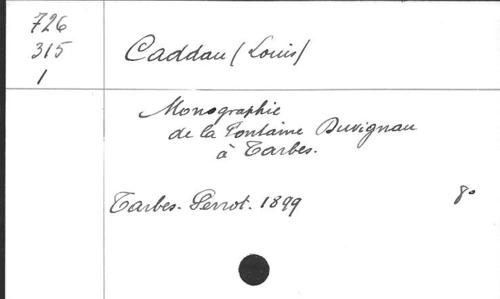 726
315
1
Caddau (Louis)
Monographie
de la Fontaine Duvignau
à Tarbes.
Tarbes. Perrot. 1899 8°